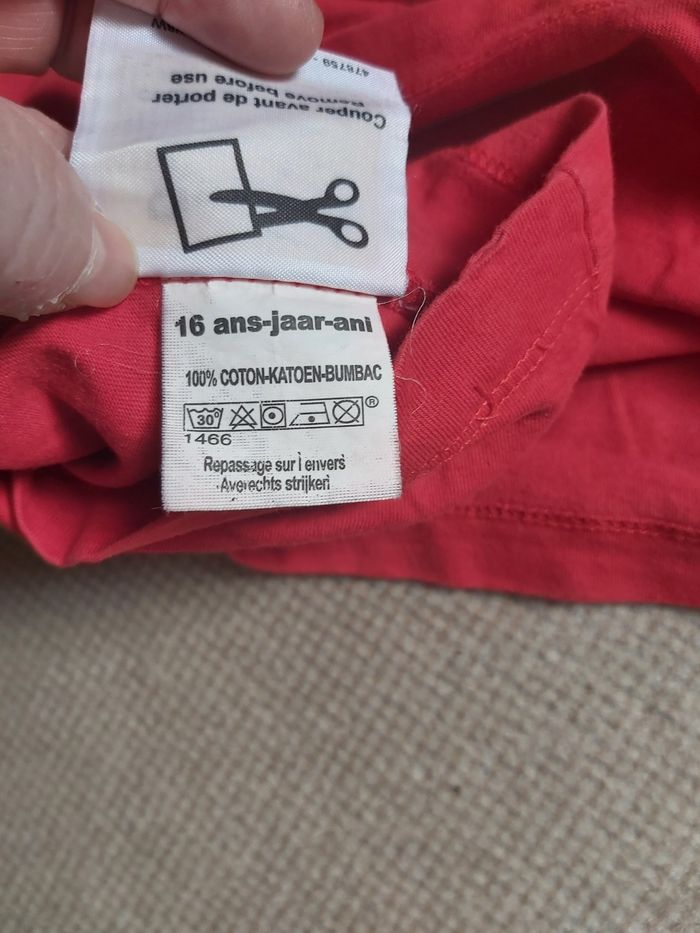 478759 -
Remove before use
Couper avant de porter
16 ans-jaar-ani
100% COTON-KATOEN-BUMBAC
30° ®
1466
Repassage sur l envers
Averechts strijken